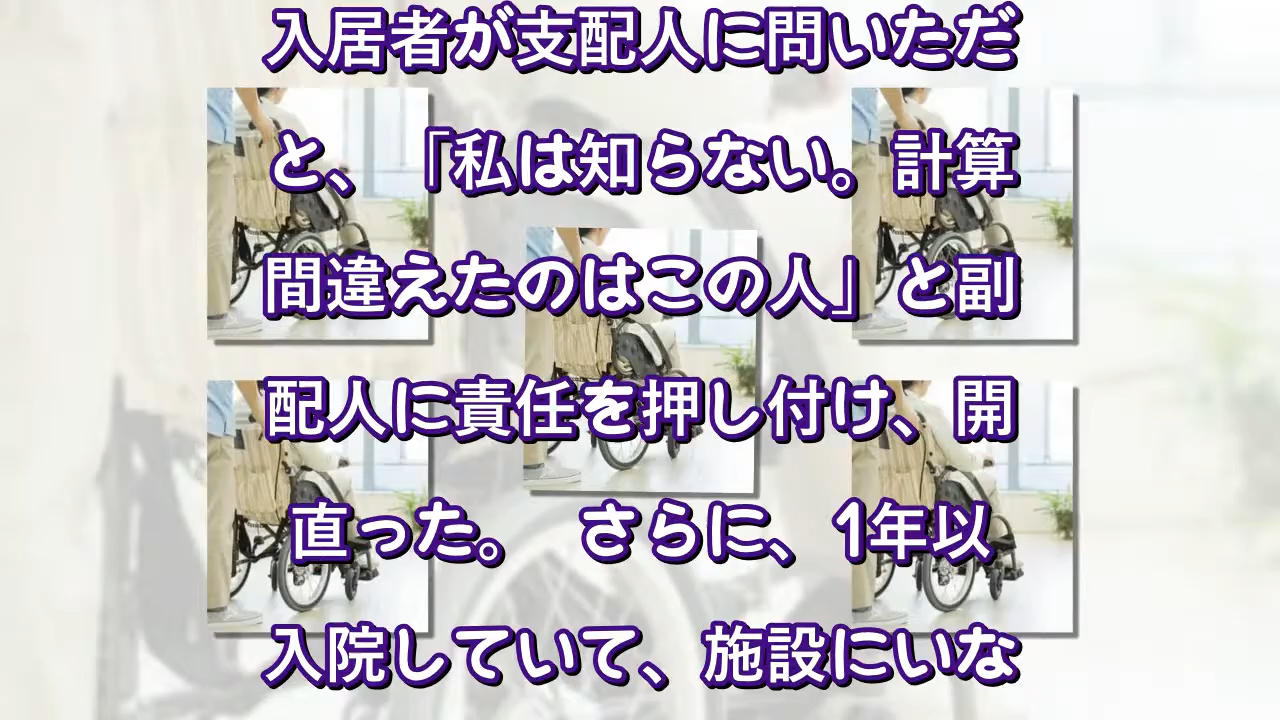 入居者が支配人に問いただ
と、「私は知らない。計算
間違えたのはこの人」と副
配人に責任を押し付け、開
直った。　さらに、1年以
入院していて、施設にいな